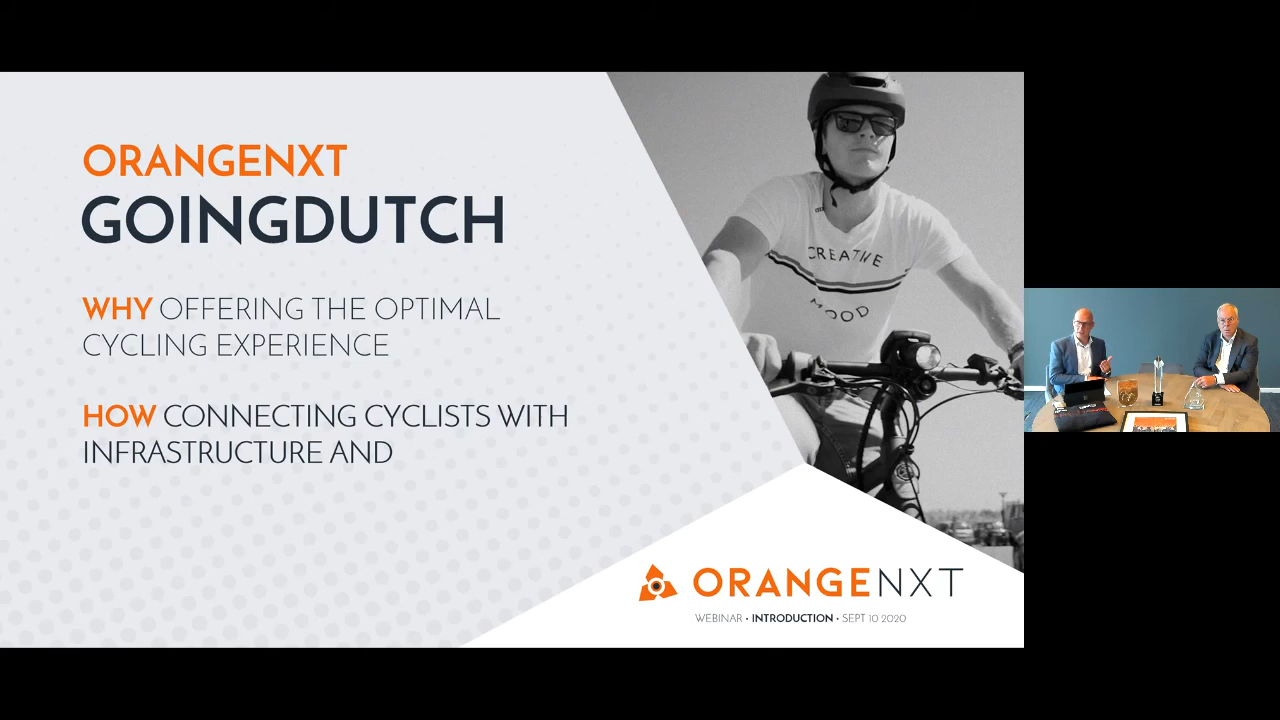 ORANGENXT
GOINGDUTCH
WHY OFFERING THE OPTIMAL
CYCLING EXPERIENCE
HOW CONNECTING CYCLISTS WITH
INFRASTRUCTURE AND
CREATIVE
MOOD
ORANGENXT
WEBINAR • INTRODUCTION • SEPT 10 2020